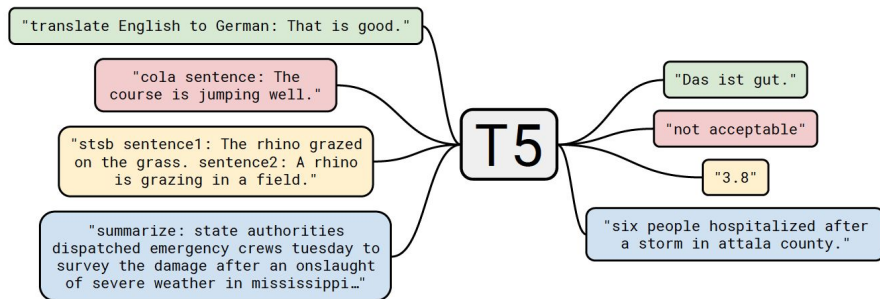 "translate English to German: That is good."
"cola sentence: The
course is jumping well."
"stsb sentence1: The rhino grazed
on the grass. sentence2: A rhino
is grazing in a field."
"summarize: state authorities
dispatched emergency crews tuesday to
survey the damage after an onslaught
of severe weather in mississippi…"
T5
"Das ist gut."
"not acceptable"
"3.8"
"six people hospitalized after
a storm in attala county."